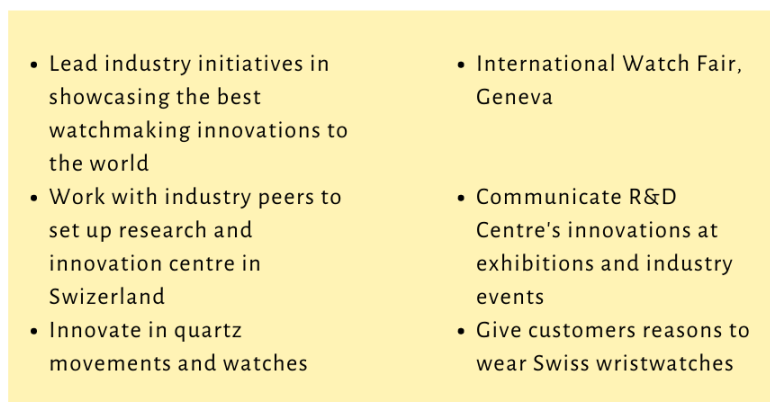 • Lead industry initiatives in
showcasing the best
watchmaking innovations to
the world
• Work with industry peers to
set up research and
innovation centre in
Swizerland
• Innovate in quartz
movements and watches
• International Watch Fair,
Geneva
• Communicate R&D
Centre's innovations at
exhibitions and industry
events
• Give customers reasons to
wear Swiss wristwatches